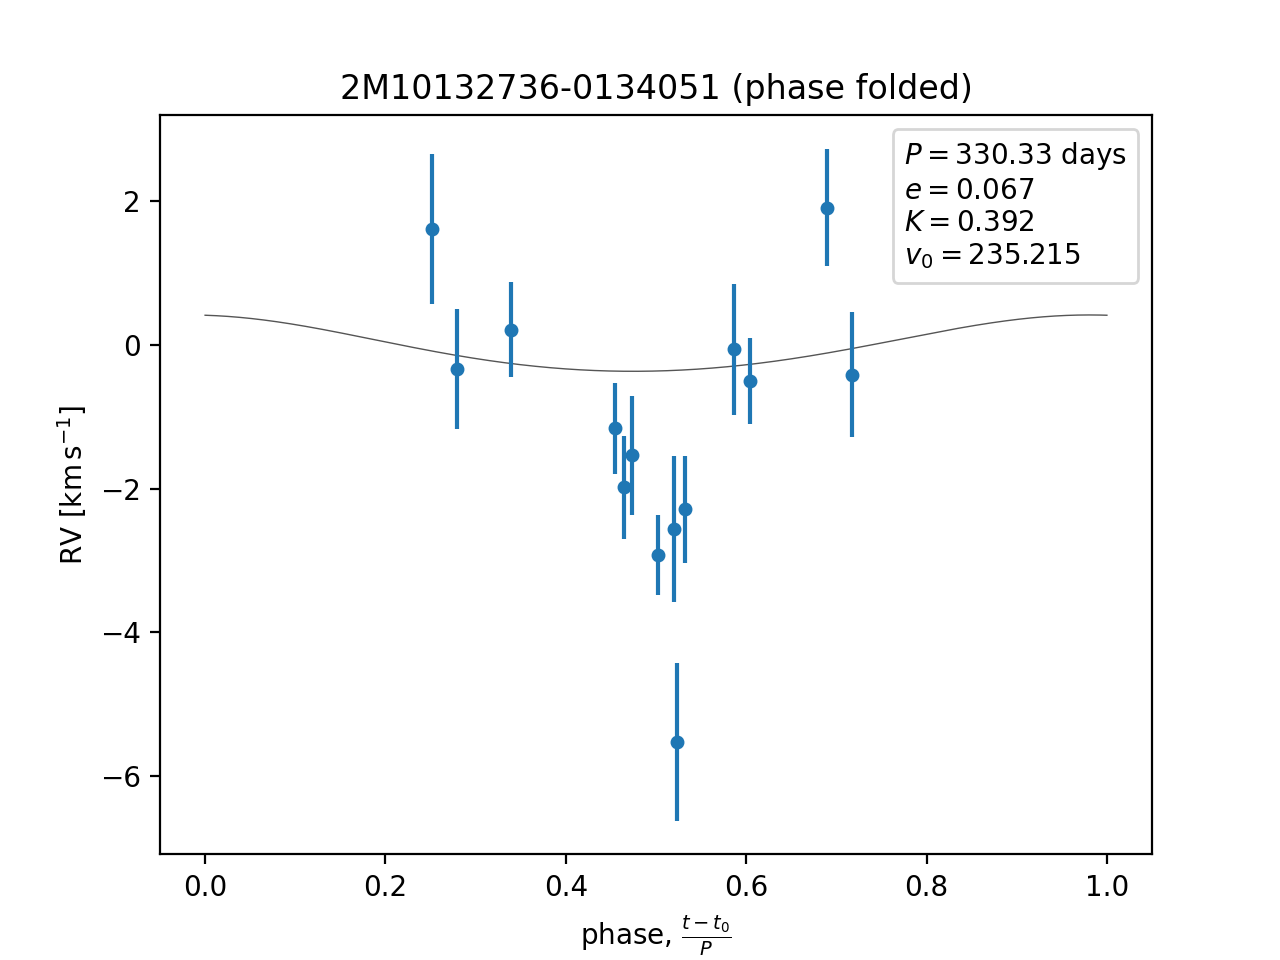 2M10132736-0134051 (phase folded)
P = 330.33 days
e = 0.067
K = 0.392
v₀ = 235.215
RV [km s⁻¹]
2
0
−2
−4
−6
0.0 0.2 0.4 0.6 0.8 1.0
phase, (t − t₀)/P